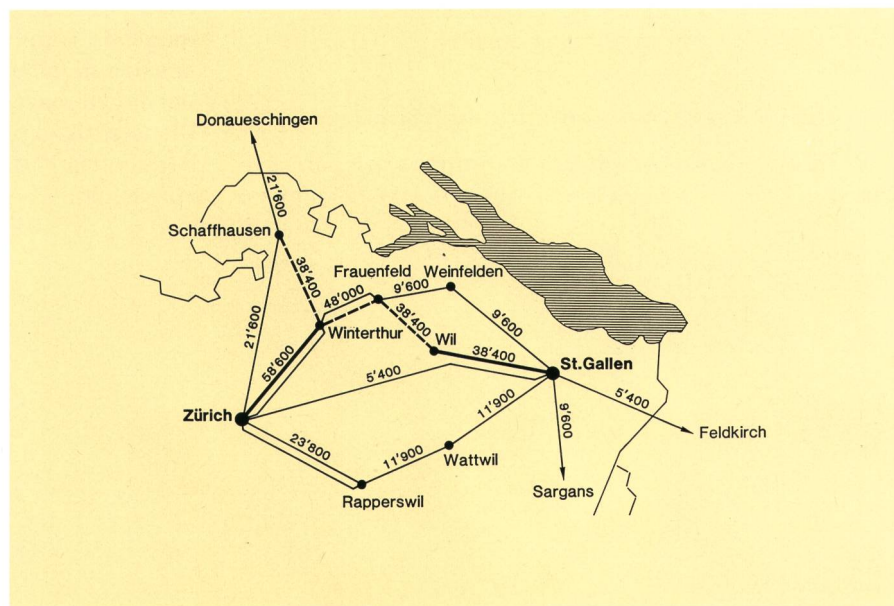 Donaueschingen
21'600
Schaffhausen
38'400
Frauenfeld
Weinfelden
48'000
9'600
21'600
Winterthur
38'400
Wil
9'600
58'600
38'400
St.Gallen
5'400
5'400
Zürich
11'900
9'600
Feldkirch
23'800
11'900
Wattwil
Rapperswil
Sargans